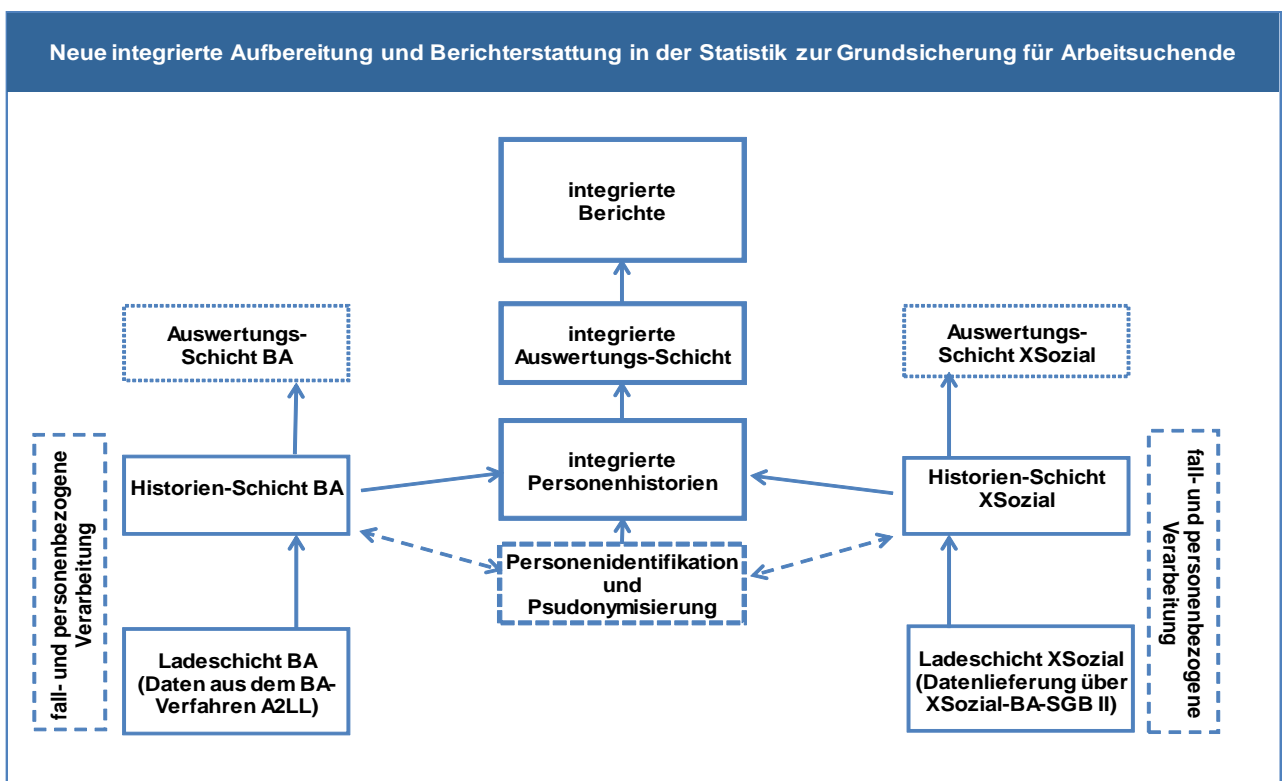 Neue integrierte Aufbereitung und Berichterstattung in der Statistik zur Grundsicherung für Arbeitsuchende
integrierte
Berichte
Auswertungs-
Schicht BA
integrierte
Auswertungs-Schicht
Auswertungs-
Schicht XSozial
fall- und personenbezogene
Verarbeitung
Historien-Schicht BA
integrierte
Personenhistorien
Historien-Schicht
XSozial
fall- und personenbezogene
Verarbeitung
Personenidentifikation
und
Psudonymisierung
Ladeschicht BA
(Daten aus dem BA-
Verfahren A2LL)
Ladeschicht XSozial
(Datenlieferung über
XSozial-BA-SGB II)